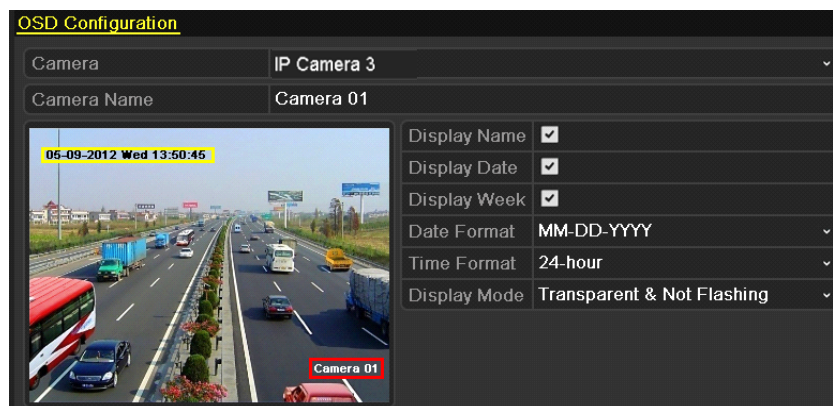 OSD Configuration
Camera IP Camera 3
Camera Name Camera 01
05-09-2012 Wed 13:50:45
Camera 01
Display Name
Display Date
Display Week
Date Format MM-DD-YYYY
Time Format 24-hour
Display Mode Transparent & Not Flashing